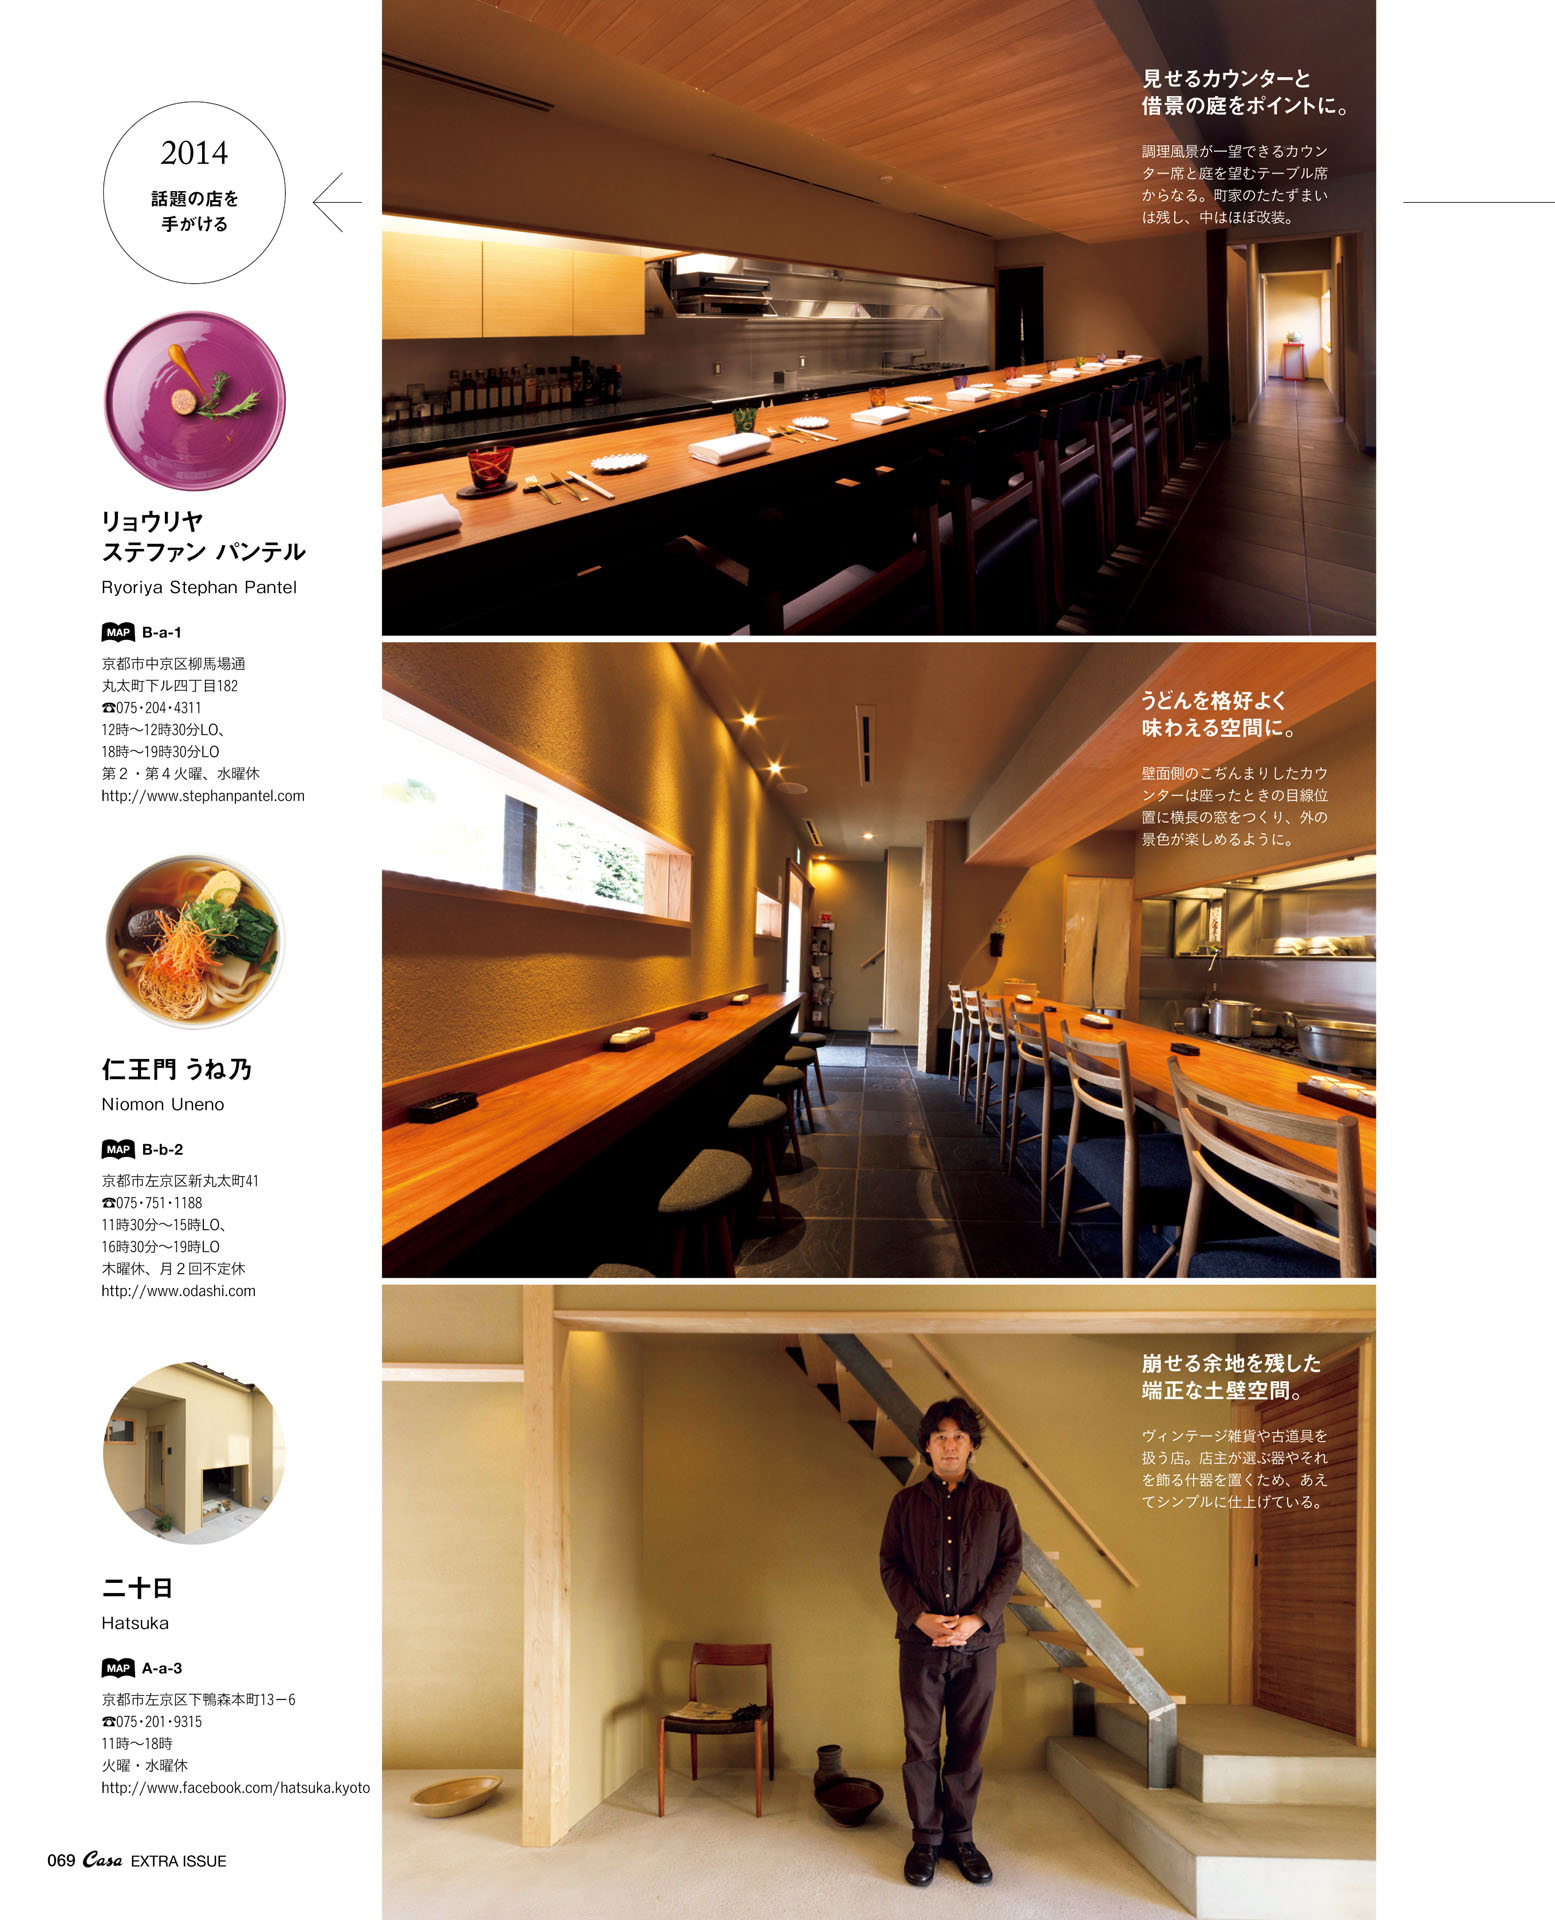 2014
話題の店を
手がける
リョウリヤ
ステファン パンテル
Ryoriya Stephan Pantel
MAP B-a-1
京都市中京区柳馬場通
丸太町下ル四丁目182
☎075・204・4311
12時〜12時30分LO、
18時〜19時30分LO
第２・第４火曜、水曜休
http://www.stephanpantel.com
仁王門 うね乃
Niomon Uneno
MAP B-b-2
京都市左京区新丸太町41
☎075・751・1188
11時30分〜15時LO、
16時30分〜19時LO
木曜休、月２回不定休
http://www.odashi.com
二十日
Hatsuka
MAP A-a-3
京都市左京区下鴨森本町13−6
☎075・201・9315
11時〜18時
火曜・水曜休
http://www.facebook.com/hatsuka.kyoto
見せるカウンターと
借景の庭をポイントに。
調理風景が一望できるカウン
ター席と庭を望むテーブル席
からなる。町家のたたずまい
は残し、中はほぼ改装。
うどんを格好よく
味わえる空間に。
壁面側のこぢんまりしたカウ
ンターは座ったときの目線位
置に横長の窓をつくり、外の
景色が楽しめるように。
崩せる余地を残した
端正な土壁空間。
ヴィンテージ雑貨や古道具を
扱う店。店主が選ぶ器やそれ
を飾る什器を置くため、あえ
てシンプルに仕上げている。
069 Casa EXTRA ISSUE